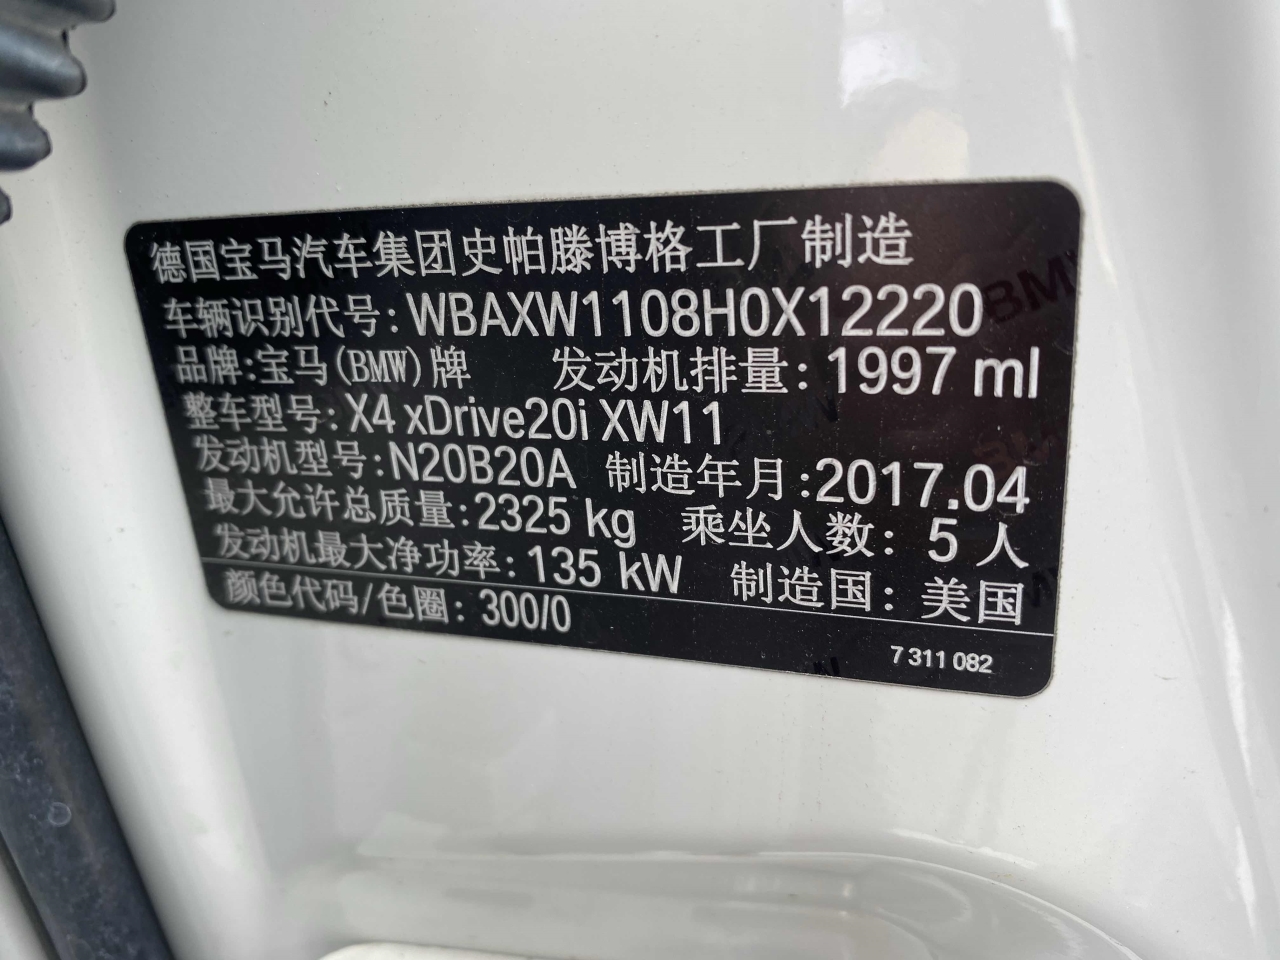 德国宝马汽车集团史帕滕博格工厂制造
车辆识别代号: WBAXW1108H0X12220
品牌:宝马(BMW)牌 发动机排量: 1997 ml
整车型号: X4 xDrive20i XW11
发动机型号: N20B20A 制造年月:2017.04
最大允许总质量: 2325 kg 乘坐人数: 5 人
发动机最大净功率: 135 kW 制造国: 美国
颜色代码/色圈: 300/0
7 311 082